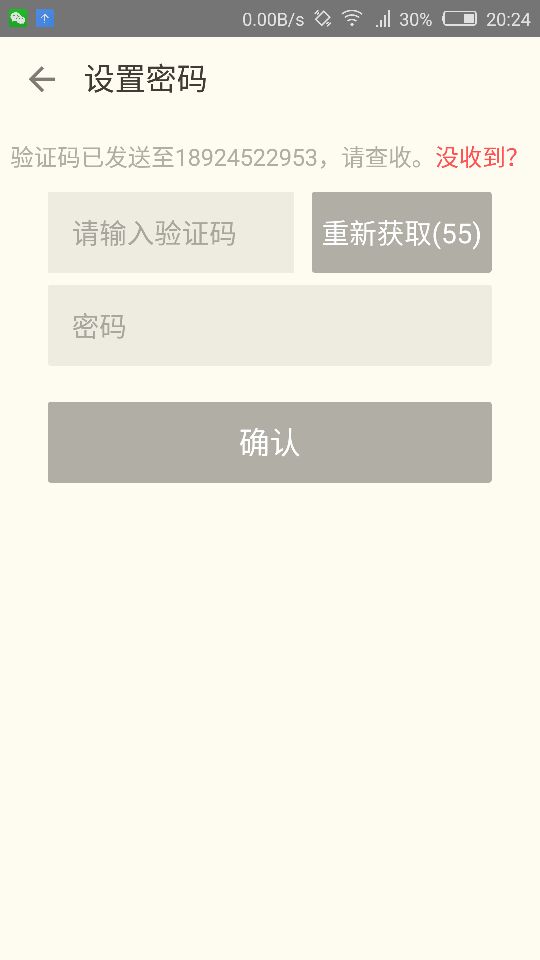 0.00B/s 30% 20:24
设置密码
验证码已发送至18924522953，请查收。没收到？
请输入验证码 重新获取(55)
密码
确认